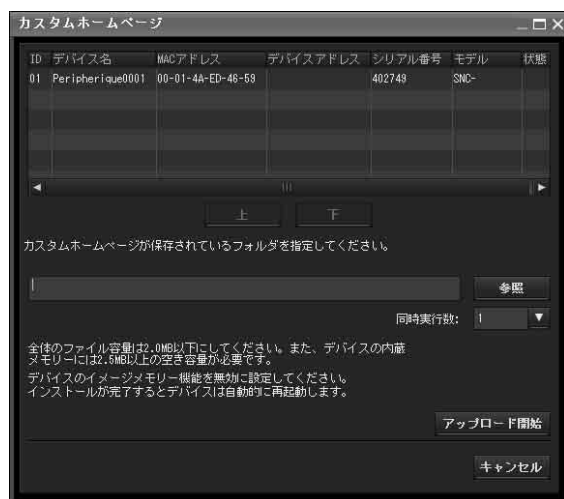 カスタムホームページ
ID デバイス名 MACアドレス デバイスアドレス シリアル番号 モデル 状態
01 Peripherique0001 00-01-4A-ED-46-59 402749 SNC-
上 下
カスタムホームページが保存されているフォルダを指定してください。
参照
同時実行数: 1
全体のファイル容量は2.0MB以下にしてください。また、デバイスの内蔵
メモリーには2.5MB以上の空き容量が必要です。
デバイスのイメージメモリー機能を無効に設定してください。
インストールが完了するとデバイスは自動的に再起動します。
アップロード開始
キャンセル